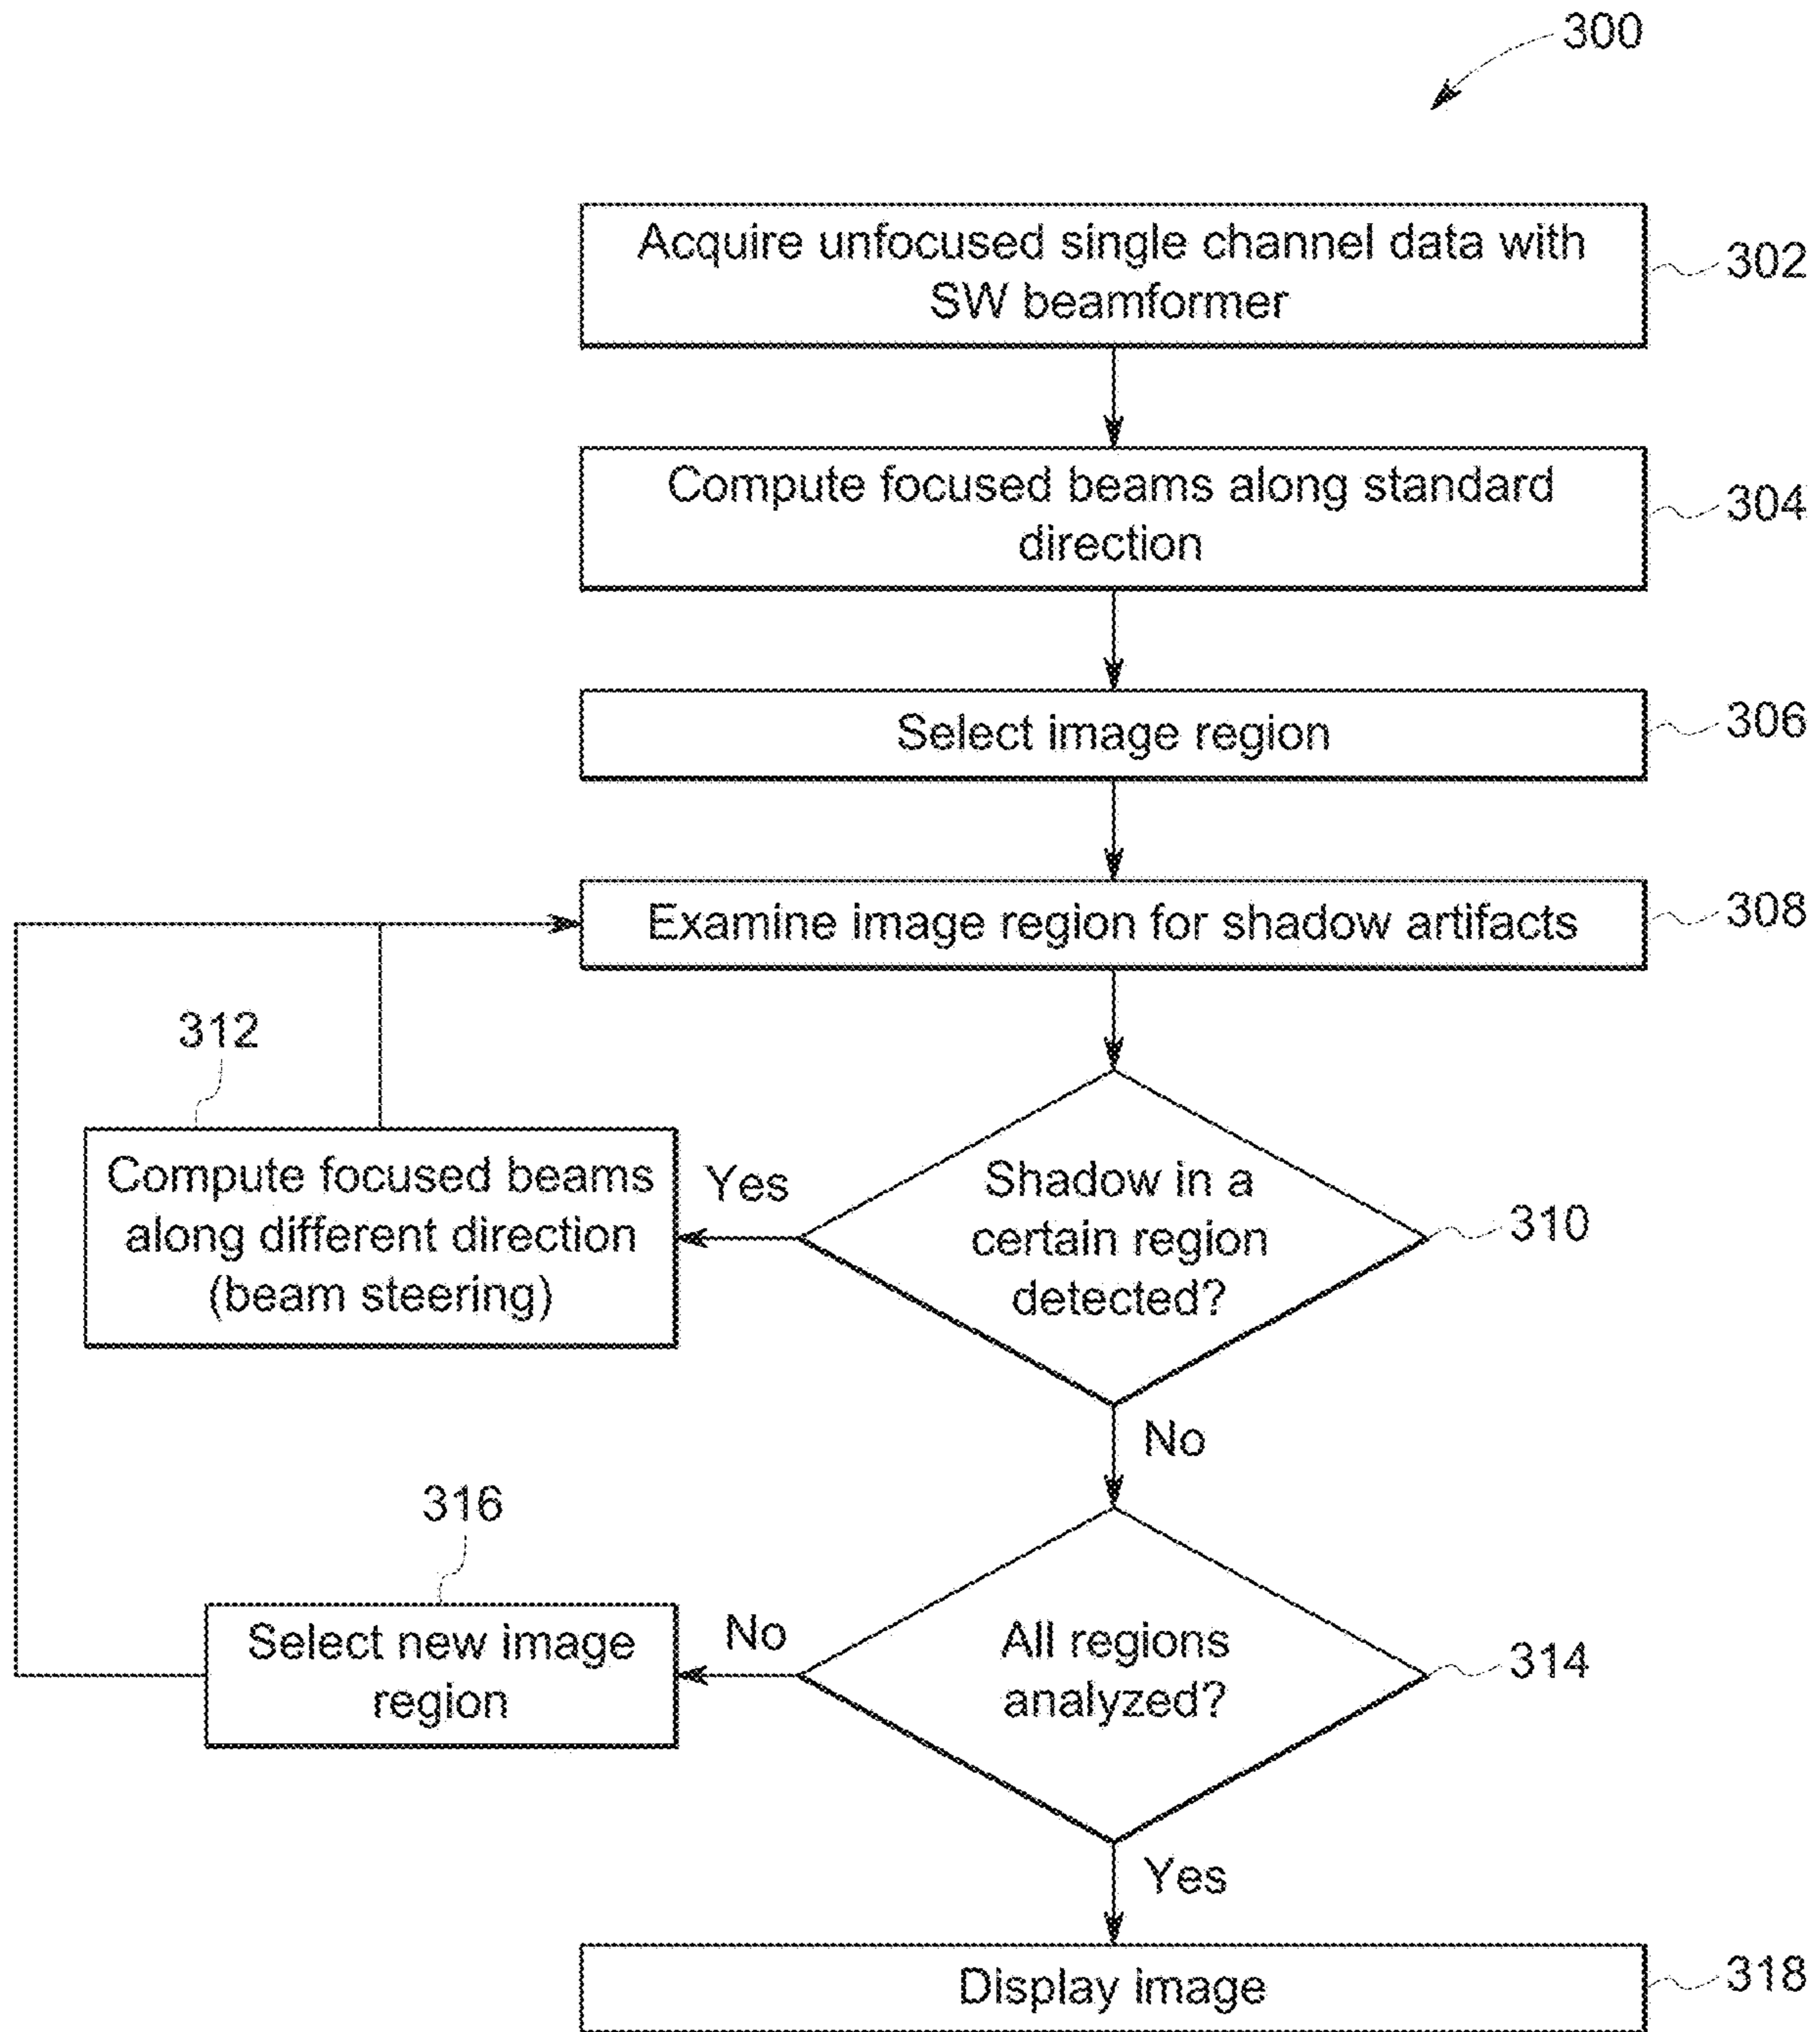 300
Acquire unfocused single channel data with
SW beamformer
302
Compute focused beams along standard
direction
304
Select image region
306
Examine image region for shadow artifacts
308
312
Compute focused beams
along different direction
(beam steering)
Yes
Shadow in a
certain region
detected?
310
No
316
Select new image
region
No
All regions
analyzed?
314
Yes
Display image
318